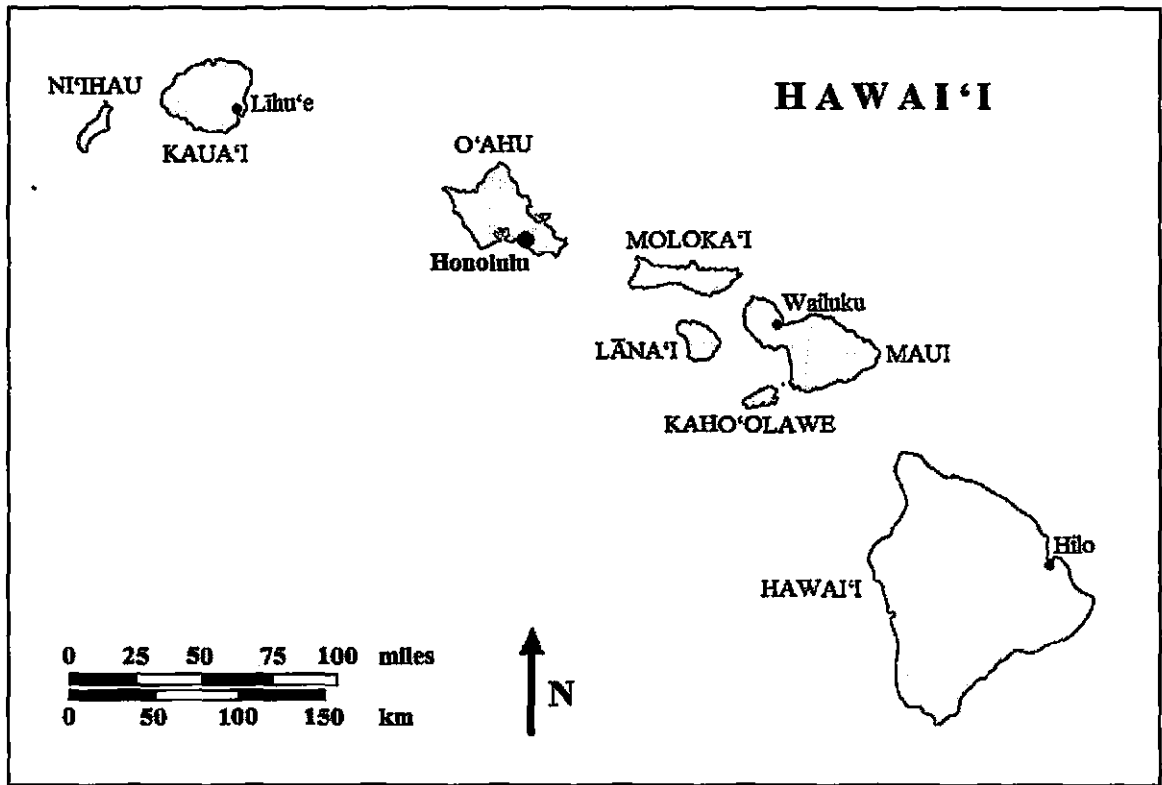 HAWAI‘I
NI‘IHAU
Līhu‘e
KAUA‘I
O‘AHU
Honolulu
MOLOKA‘I
Wailuku
LĀNA‘I
MAUI
KAHO‘OLAWE
Hilo
HAWAI‘I
0 25 50 75 100 miles
0 50 100 150 km
N